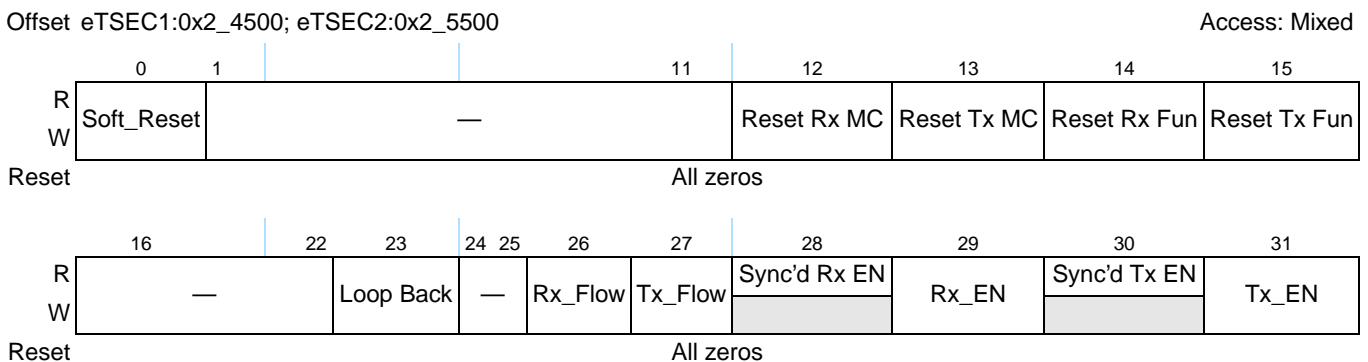 Offset eTSEC1:0x2_4500; eTSEC2:0x2_5500 Access: Mixed
0 1 11 12 13 14 15
R
W
Soft_Reset — Reset Rx MC Reset Tx MC Reset Rx Fun Reset Tx Fun
Reset All zeros
16 22 23 24 25 26 27 28 29 30 31
R
W
— Loop Back — Rx_Flow Tx_Flow Sync'd Rx EN Rx_EN Sync'd Tx EN Tx_EN
Reset All zeros